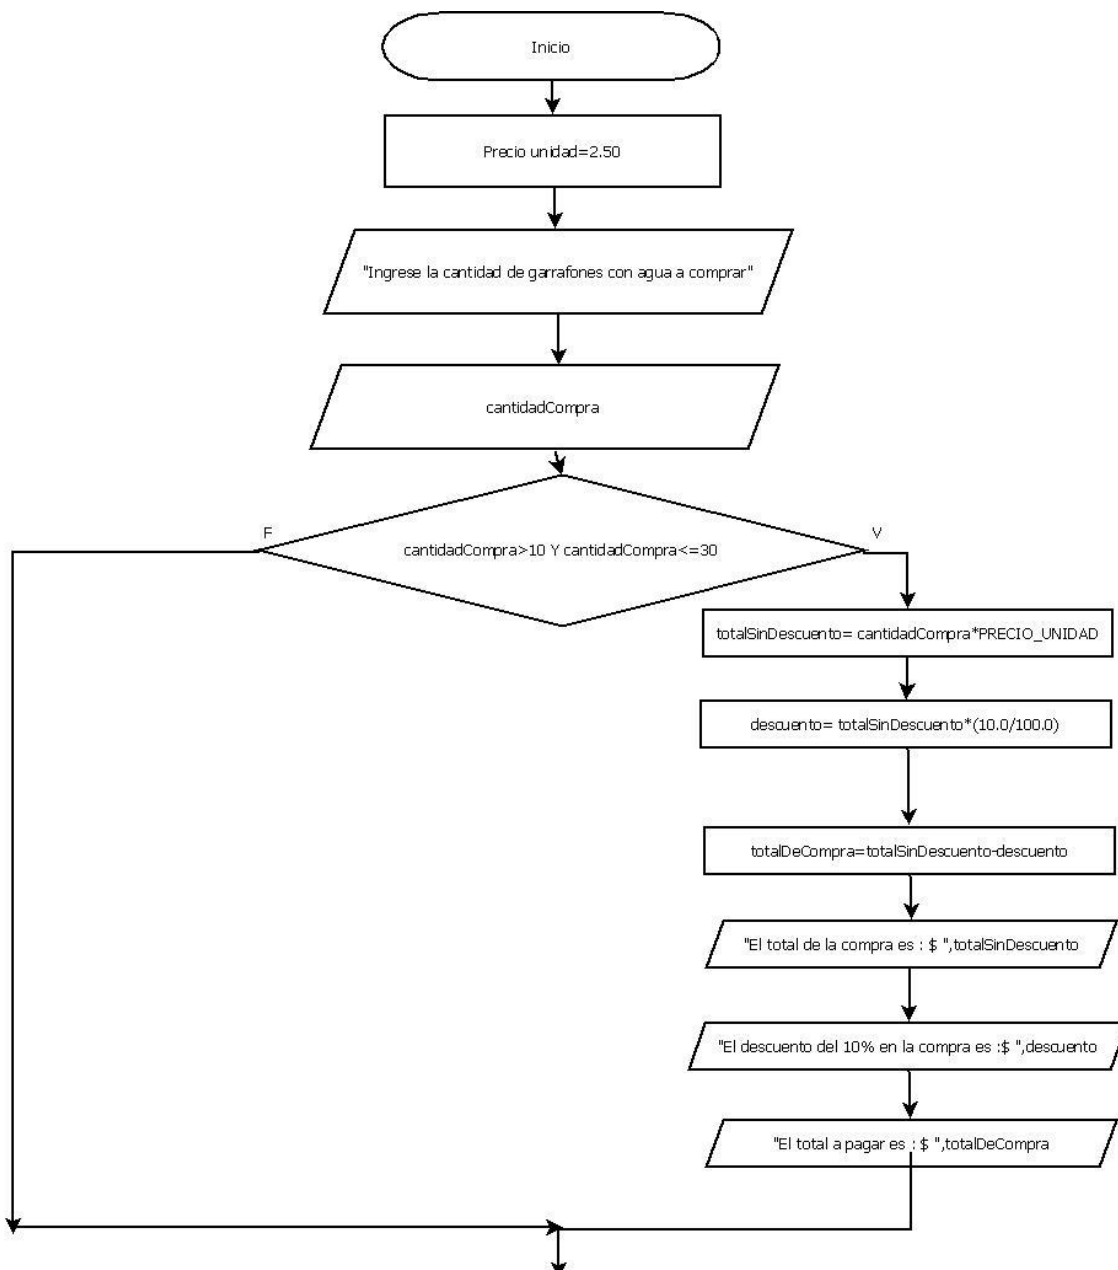 Inicio
Precio unidad=2.50
"Ingrese la cantidad de garrafones con agua a comprar"
cantidadCompra
F
V
cantidadCompra>10 Y cantidadCompra<=30
totalSinDescuento= cantidadCompra*PRECIO_UNIDAD
descuento= totalSinDescuento*(10.0/100.0)
totalDeCompra=totalSinDescuento-descuento
"El total de la compra es : $ ",totalSinDescuento
"El descuento del 10% en la compra es :$ ",descuento
"El total a pagar es : $ ",totalDeCompra